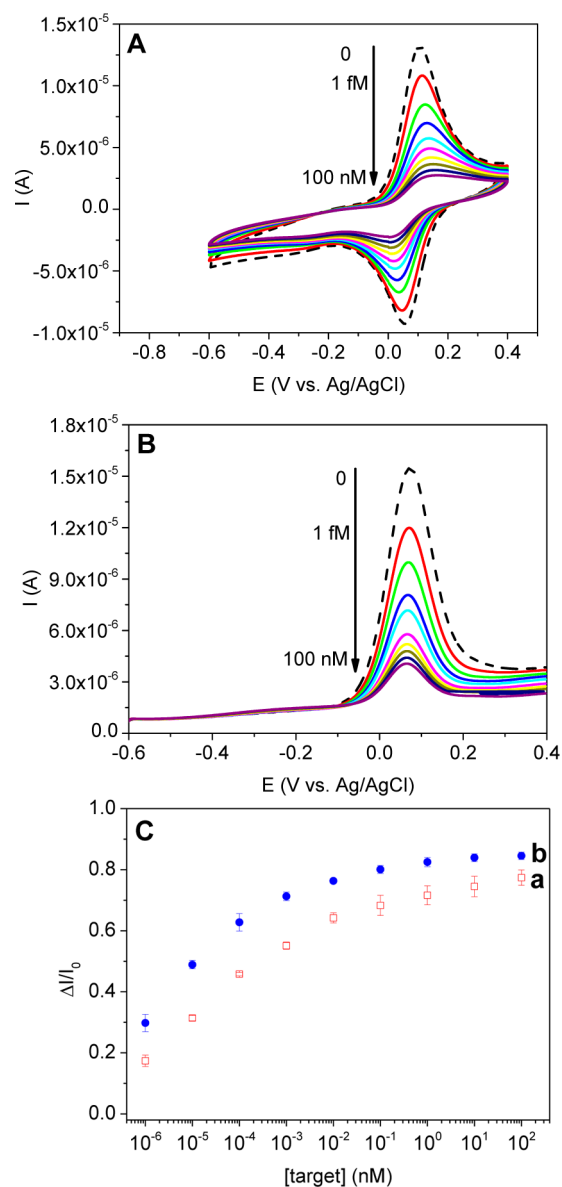 A
1.5x10⁻⁵
1.0x10⁻⁵
5.0x10⁻⁶
0.0
-5.0x10⁻⁶
-1.0x10⁻⁵
I (A)
0
1 fM
100 nM
-0.8 -0.6 -0.4 -0.2 0.0 0.2 0.4
E (V vs. Ag/AgCl)
B
1.8x10⁻⁵
1.5x10⁻⁵
1.2x10⁻⁵
9.0x10⁻⁶
6.0x10⁻⁶
3.0x10⁻⁶
0.0
I (A)
0
1 fM
100 nM
-0.6 -0.4 -0.2 0.0 0.2 0.4
E (V vs. Ag/AgCl)
C
1.0
0.8
0.6
0.4
0.2
0.0
ΔI/I₀
b
a
10⁻⁶ 10⁻⁵ 10⁻⁴ 10⁻³ 10⁻² 10⁻¹ 10⁰ 10¹ 10²
[target] (nM)